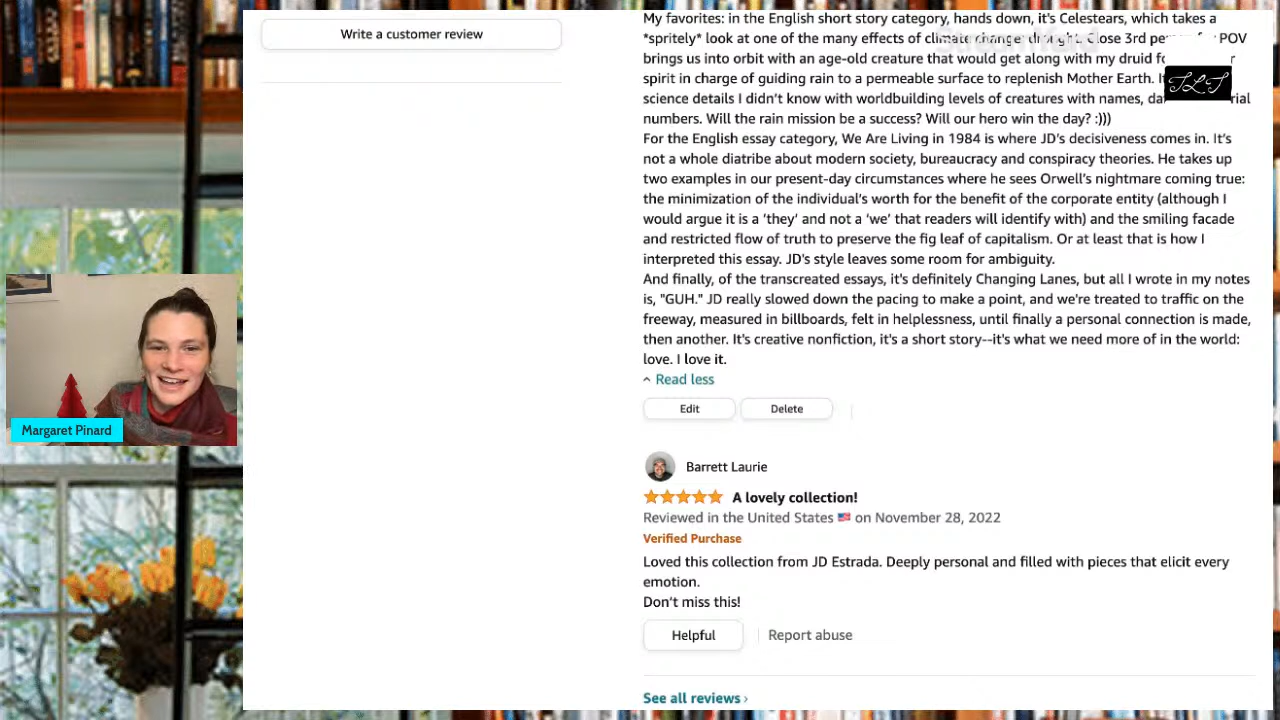 Write a customer review
My favorites: in the English short story category, hands down, it's Celestears, which takes a
*spritely* look at one of the many effects of climate change: drought. Close 3rd POV
brings us into orbit with an age-old creature that would get along with my druid
spirit in charge of guiding rain to a permeable surface to replenish Mother Earth.
science details I didn't know with worldbuilding levels of creatures with names,
numbers. Will the rain mission be a success? Will our hero win the day? :)))
For the English essay category, We Are Living in 1984 is where JD’s decisiveness comes in. It’s
not a whole diatribe about modern society, bureaucracy and conspiracy theories. He takes up
two examples in our present-day circumstances where he sees Orwell’s nightmare coming true:
the minimization of the individual’s worth for the benefit of the corporate entity (although I
would argue it is a ‘they’ and not a ‘we’ that readers will identify with) and the smiling facade
and restricted flow of truth to preserve the fig leaf of capitalism. Or at least that is how I
interpreted this essay. JD’s style leaves some room for ambiguity.
And finally, of the transcreated essays, it's definitely Changing Lanes, but all I wrote in my notes
is, "GUH." JD really slowed down the pacing to make a point, and we're treated to traffic on the
freeway, measured in billboards, felt in helplessness, until finally a personal connection is made,
then another. It's creative nonfiction, it's a short story--it's what we need more of in the world:
love. I love it.
Read less
Edit Delete
Margaret Pinard
Barrett Laurie
A lovely collection!
Reviewed in the United States on November 28, 2022
Verified Purchase
Loved this collection from JD Estrada. Deeply personal and filled with pieces that elicit every
emotion.
Don’t miss this!
Helpful Report abuse
See all reviews ›